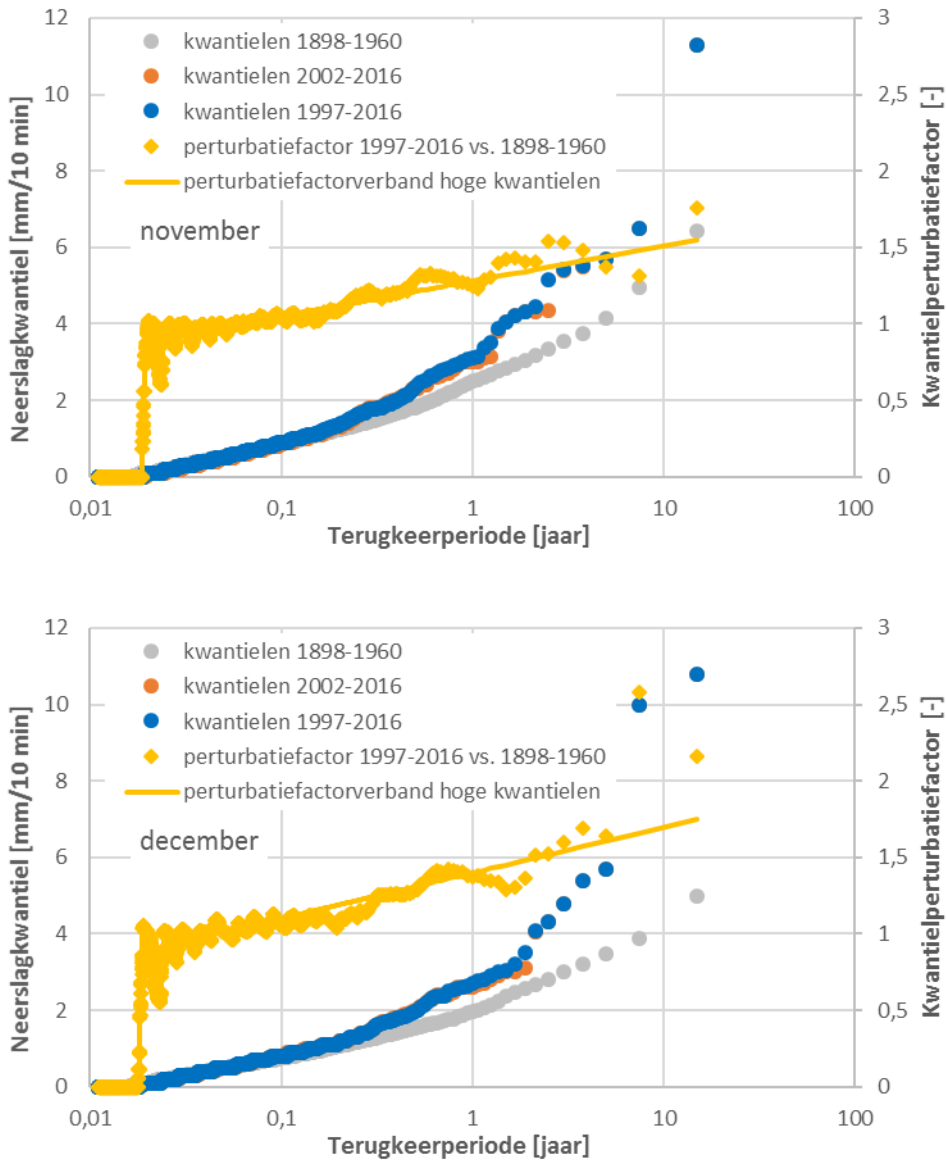 12
10
8
6
4
2
0
Neerslagkwantiel [mm/10 min]
kwantielen 1898-1960
kwantielen 2002-2016
kwantielen 1997-2016
perturbatiefactor 1997-2016 vs. 1898-1960
perturbatiefactorverband hoge kwantielen
november
3
2,5
2
1,5
1
0,5
0
Kwantielperturbatiefactor [-]
0,01 0,1 1 10 100
Terugkeerperiode [jaar]
12
10
8
6
4
2
0
Neerslagkwantiel [mm/10 min]
kwantielen 1898-1960
kwantielen 2002-2016
kwantielen 1997-2016
perturbatiefactor 1997-2016 vs. 1898-1960
perturbatiefactorverband hoge kwantielen
december
3
2,5
2
1,5
1
0,5
0
Kwantielperturbatiefactor [-]
0,01 0,1 1 10 100
Terugkeerperiode [jaar]